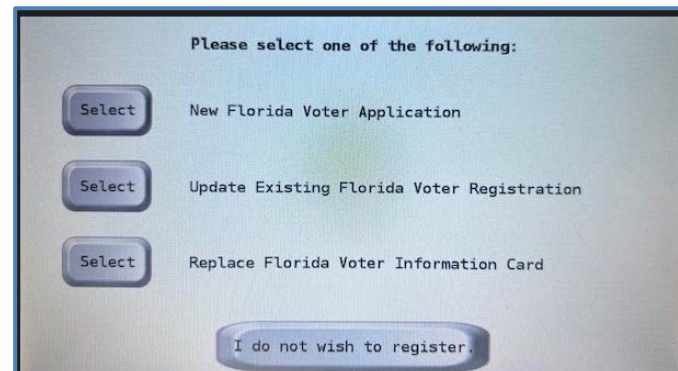 Please select one of the following:
Select New Florida Voter Application
Select Update Existing Florida Voter Registration
Select Replace Florida Voter Information Card
I do not wish to register.